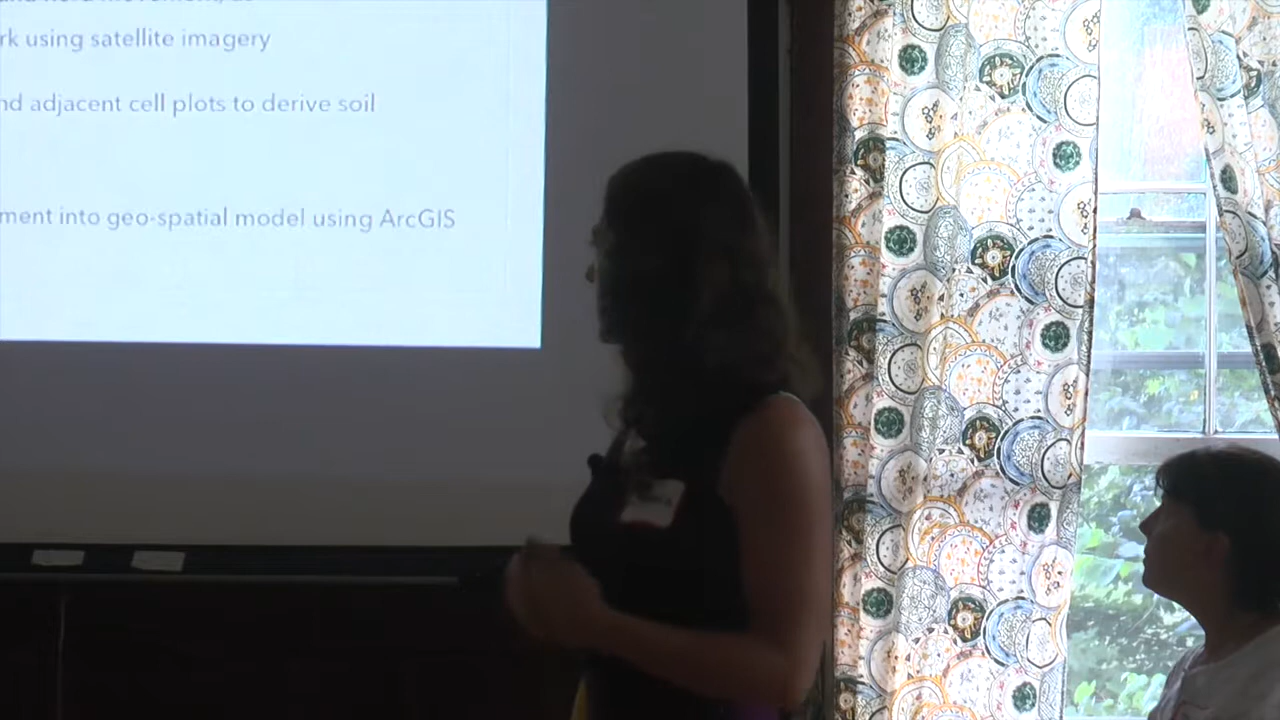 rk using satellite imagery
nd adjacent cell plots to derive soil
ment into geo-spatial model using ArcGIS